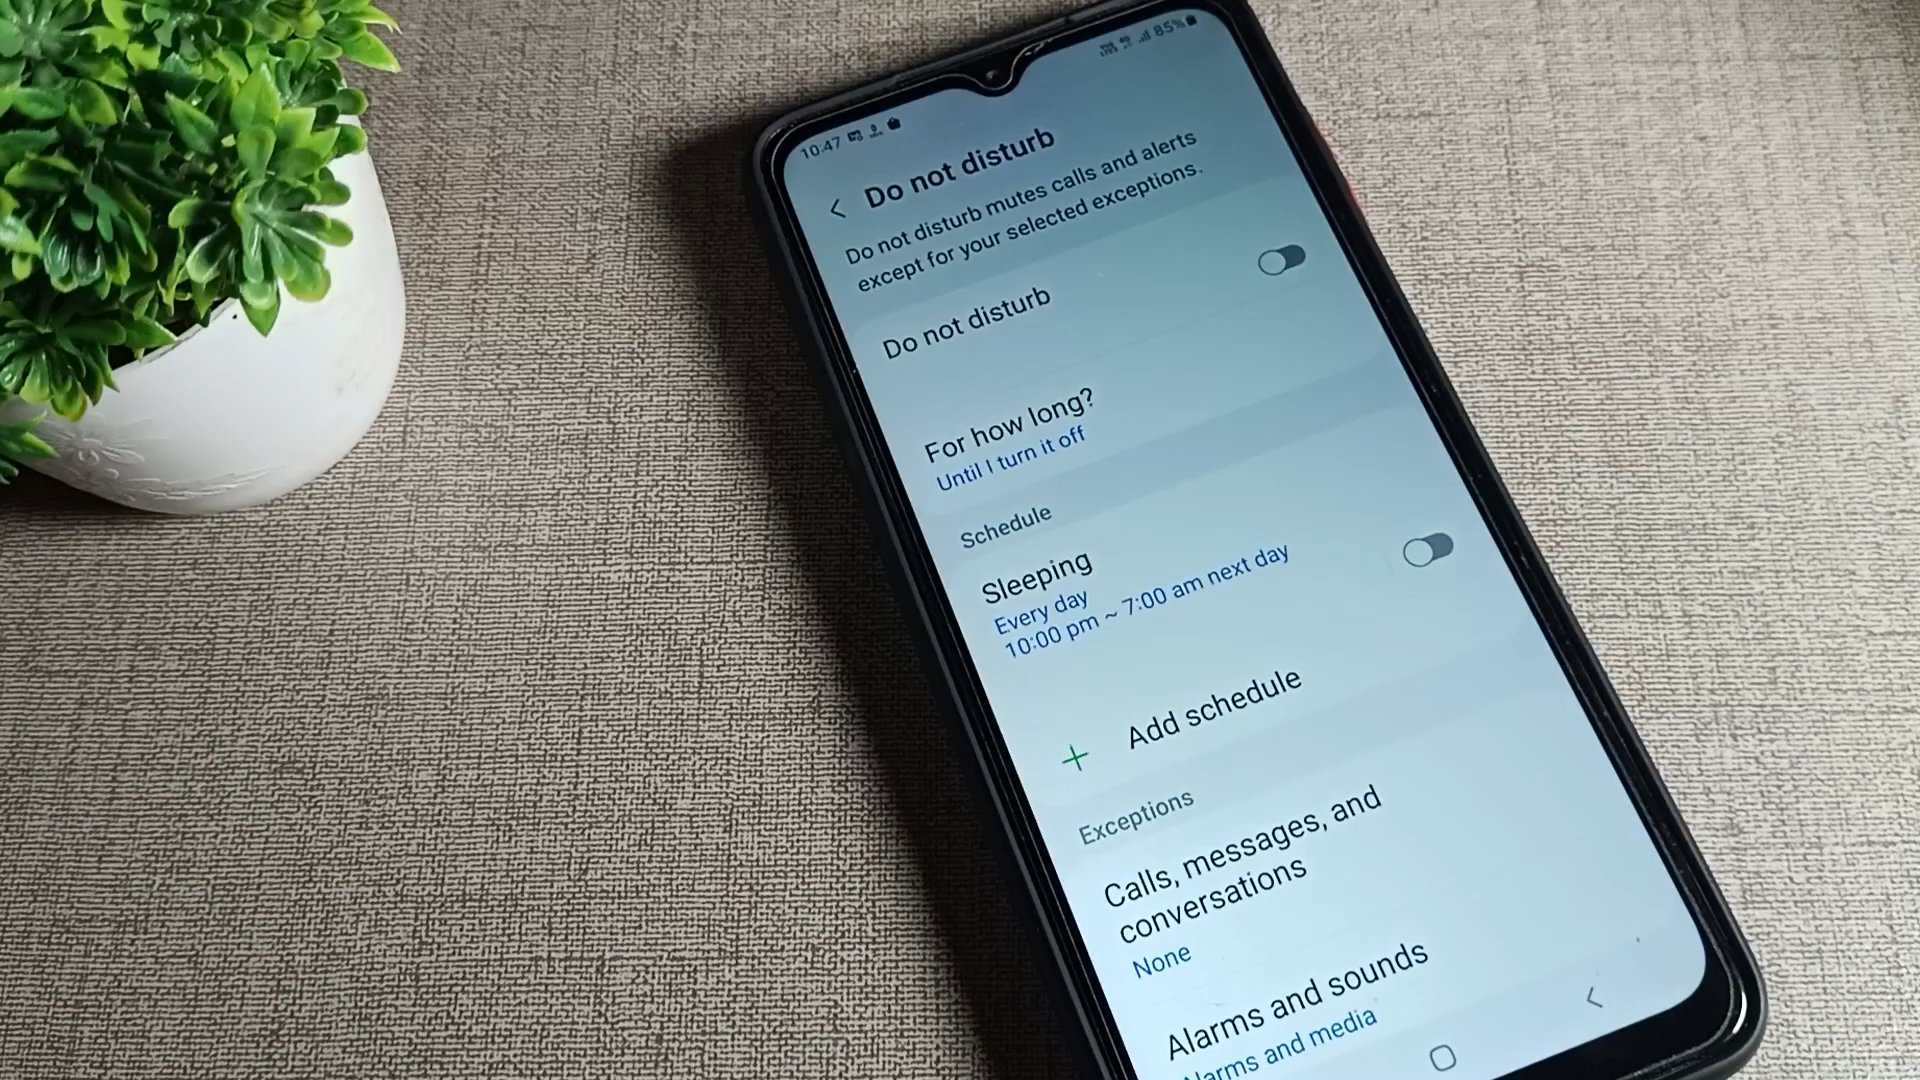 10:47
85%
Do not disturb
Do not disturb mutes calls and alerts
except for your selected exceptions.
Do not disturb
For how long?
Until I turn it off
Schedule
Sleeping
Every day
10:00 pm ~ 7:00 am next day
Add schedule
Exceptions
Calls, messages, and
conversations
None
Alarms and sounds
Alarms and media